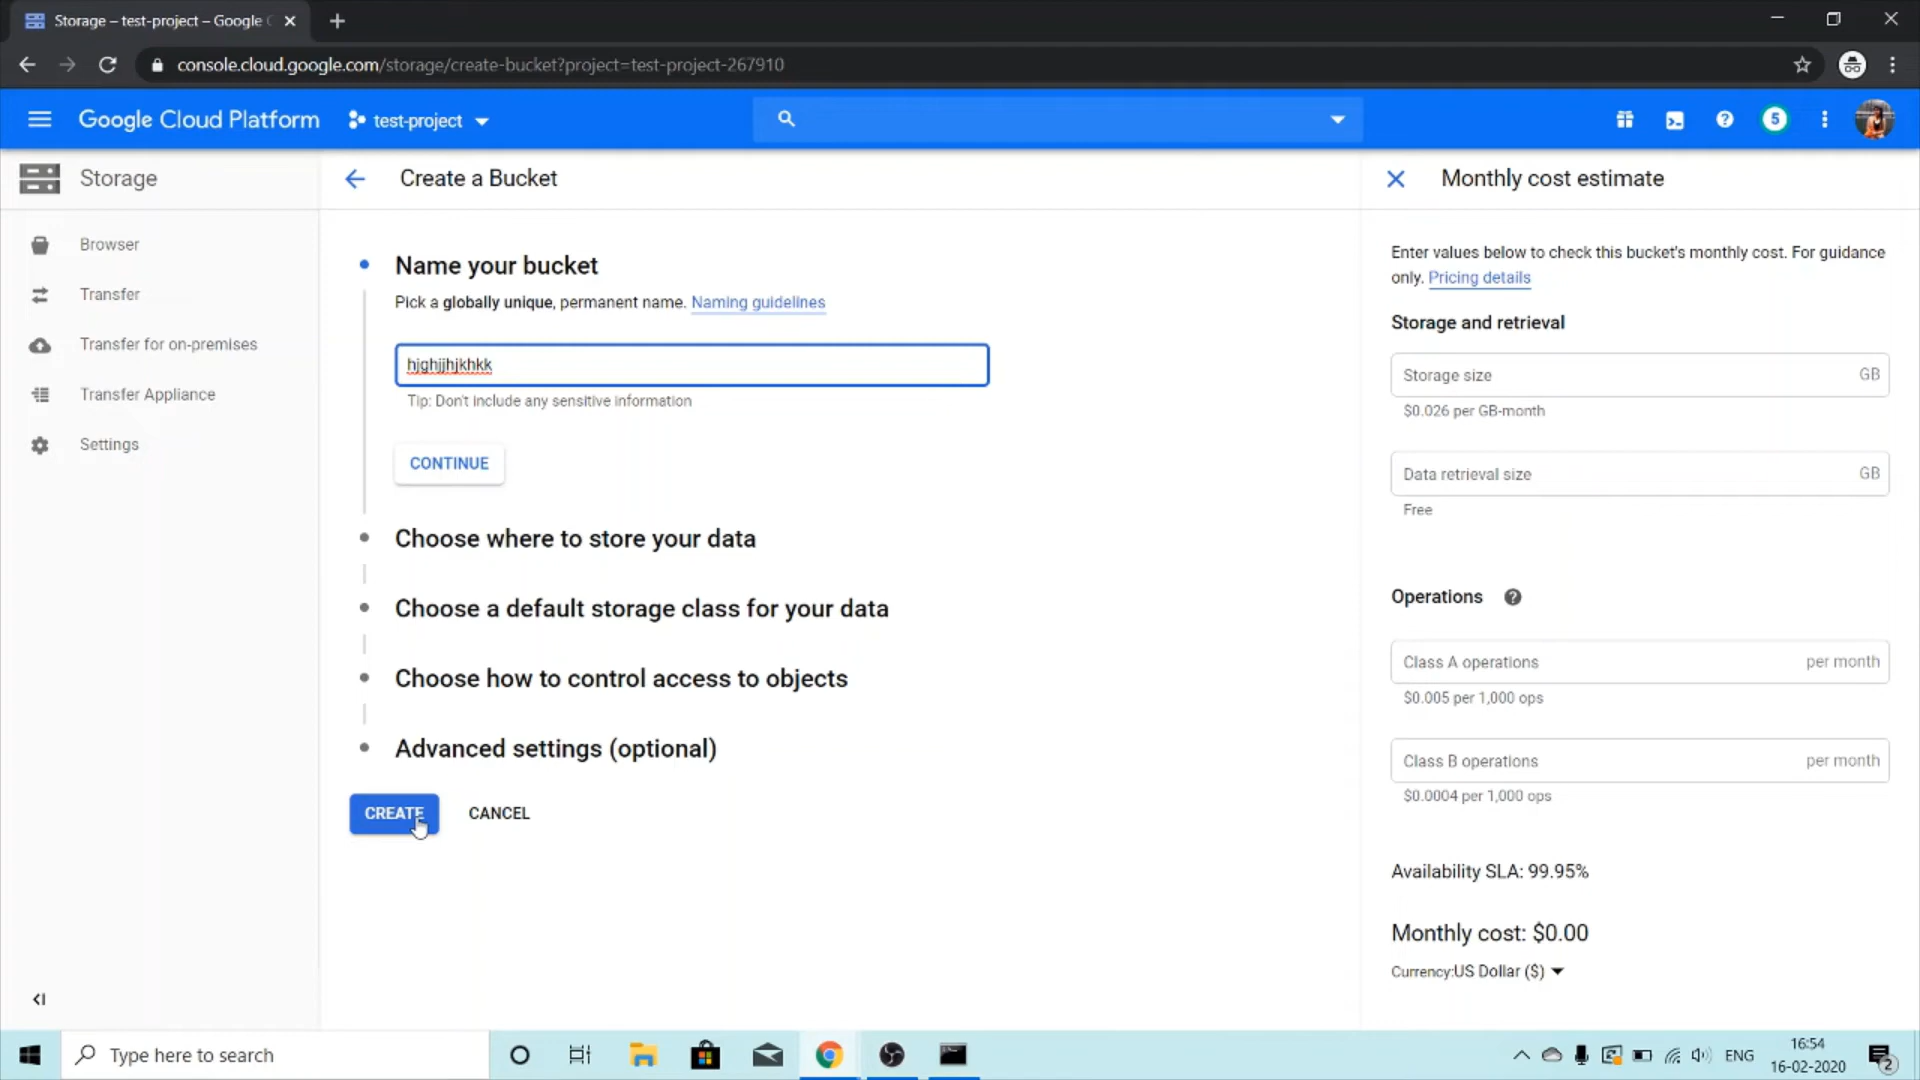 Storage – test-project – Google C
console.cloud.google.com/storage/create-bucket?project=test-project-267910
Google Cloud Platform
test-project
5
Storage
Create a Bucket
Monthly cost estimate
Browser
Transfer
Transfer for on-premises
Transfer Appliance
Settings
Name your bucket
Pick a globally unique, permanent name. Naming guidelines
hjghjjhjkhkk
Tip: Don't include any sensitive information
CONTINUE
Choose where to store your data
Choose a default storage class for your data
Choose how to control access to objects
Advanced settings (optional)
CREATE
CANCEL
Enter values below to check this bucket's monthly cost. For guidance
only. Pricing details
Storage and retrieval
Storage size GB
$0.026 per GB-month
Data retrieval size GB
Free
Operations
Class A operations per month
$0.005 per 1,000 ops
Class B operations per month
$0.0004 per 1,000 ops
Availability SLA: 99.95%
Monthly cost: $0.00
Currency:US Dollar ($)
Type here to search
ENG
16:54
16-02-2020
2